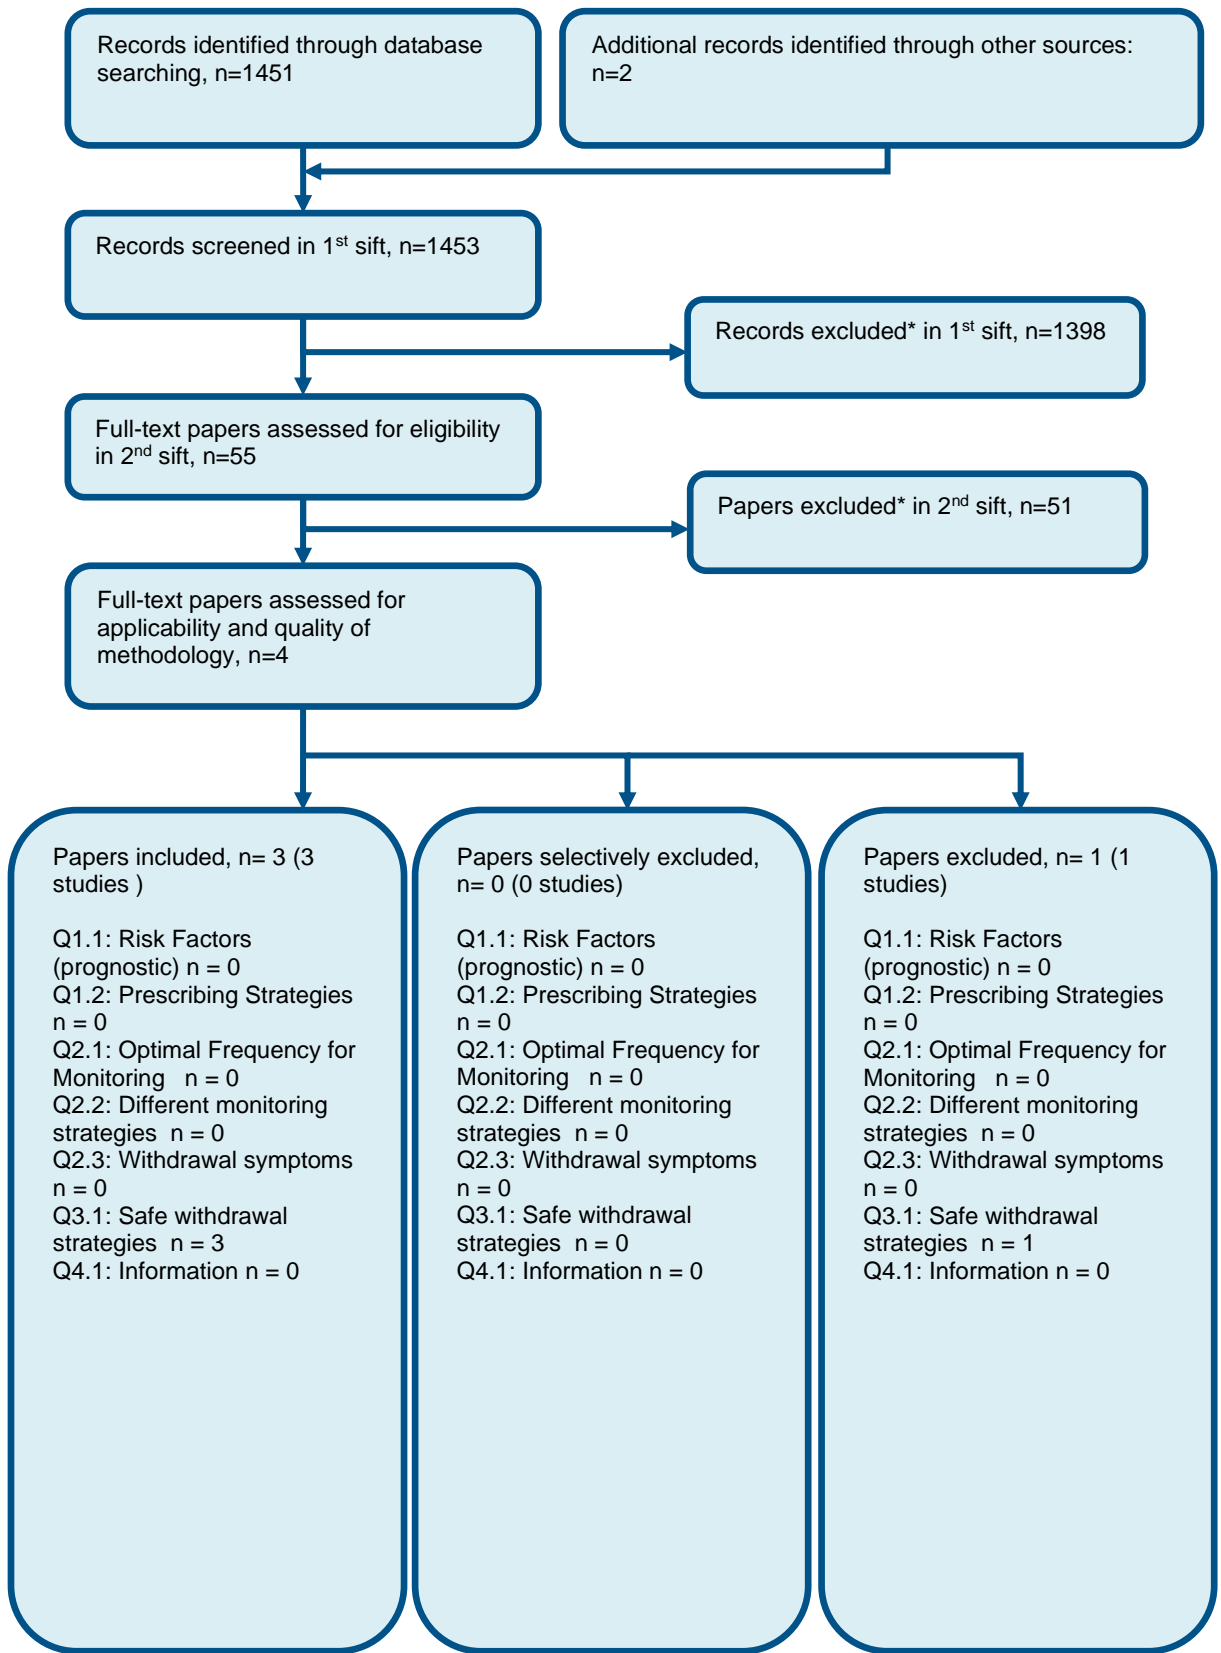 Records identified through database
searching, n=1451
Additional records identified through other sources:
n=2
Records screened in 1st sift, n=1453
Records excluded* in 1st sift, n=1398
Full-text papers assessed for eligibility
in 2nd sift, n=55
Papers excluded* in 2nd sift, n=51
Full-text papers assessed for
applicability and quality of
methodology, n=4
Papers included, n= 3 (3
studies )
Q1.1: Risk Factors
(prognostic) n = 0
Q1.2: Prescribing Strategies
n = 0
Q2.1: Optimal Frequency for
Monitoring n = 0
Q2.2: Different monitoring
strategies n = 0
Q2.3: Withdrawal symptoms
n = 0
Q3.1: Safe withdrawal
strategies n = 3
Q4.1: Information n = 0
Papers selectively excluded,
n= 0 (0 studies)
Q1.1: Risk Factors
(prognostic) n = 0
Q1.2: Prescribing Strategies
n = 0
Q2.1: Optimal Frequency for
Monitoring n = 0
Q2.2: Different monitoring
strategies n = 0
Q2.3: Withdrawal symptoms
n = 0
Q3.1: Safe withdrawal
strategies n = 0
Q4.1: Information n = 0
Papers excluded, n= 1 (1
studies)
Q1.1: Risk Factors
(prognostic) n = 0
Q1.2: Prescribing Strategies
n = 0
Q2.1: Optimal Frequency for
Monitoring n = 0
Q2.2: Different monitoring
strategies n = 0
Q2.3: Withdrawal symptoms
n = 0
Q3.1: Safe withdrawal
strategies n = 1
Q4.1: Information n = 0